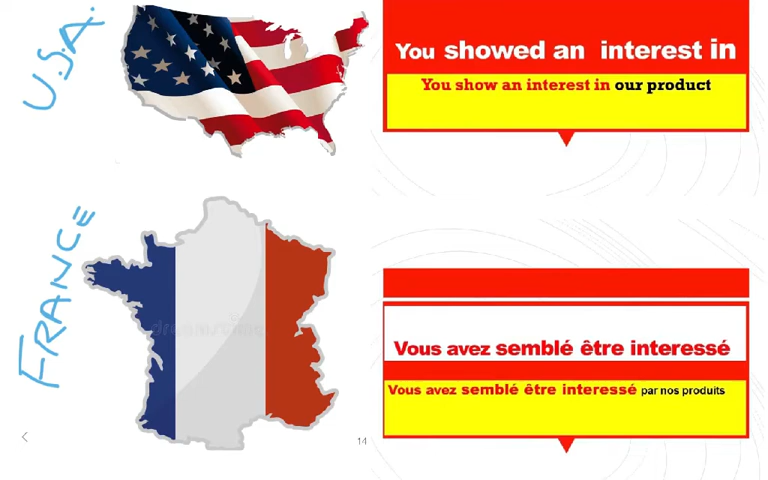 U.S.A.
You showed an interest in
You show an interest in our product
FRANCE
dreamstime
Vous avez semblé être interessé
Vous avez semblé être interessé par nos produits
14